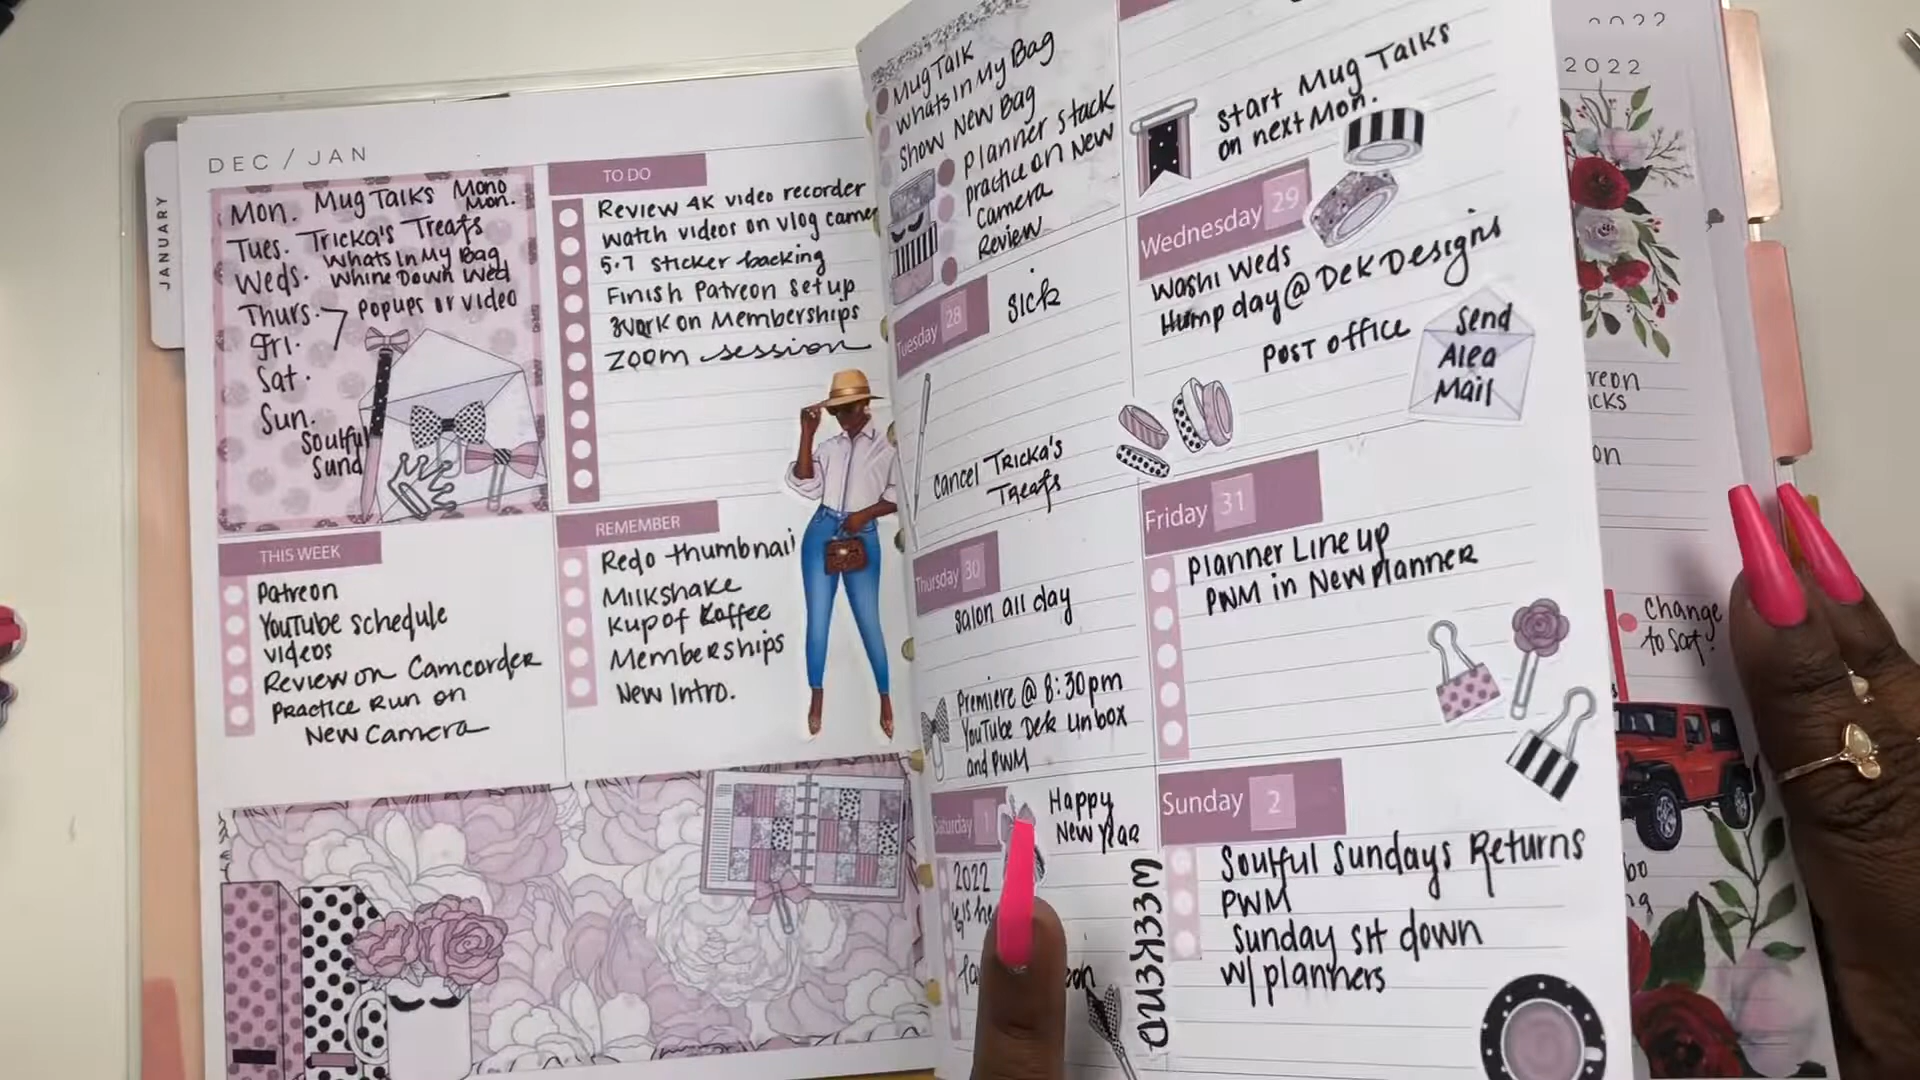 DEC / JAN
JANUARY
Mon. Mug Talks Mono Mon.
Tues. Tricka's Treats
Whats In My Bag
Weds. Whine Down Wed
Thurs. popups or video
Fri.
Sat.
Sun.
Soulful
Sund
TO DO
Review 4K video recorder
watch videos on vlog came
5.7 sticker backing
Finish Patreon set up
work on Memberships
Zoom session
THIS WEEK
Patreon
YouTube schedule
videos
Review on Camcorder
Practice Run on
New Camera
REMEMBER
Redo thumbnail
Milkshake
Kup of Koffee
Memberships
New Intro.
Mug Talk
whats In My Bag
Show New Bag
planner stack
practice on New
Camera
Review
Start Mug Talks
on next Mon.
Tuesday 28
sick
Cancel Tricka's
Treats
Wednesday 29
Washi Weds
Hump day @ Dek Designs
Post office
Send
Alea
Mail
Thursday 30
salon all day
Premiere @ 8:30pm
YouTube Dek Unbox
and PWM
Friday 31
Planner Line up
PWM in New Planner
Saturday 1
Happy
New Year
2022
WEEKEND
Sunday 2
Soulful Sundays Returns
PWM
Sunday sit down
w/ planners
2022
2022
reon
icks
on
Change
to Sat?